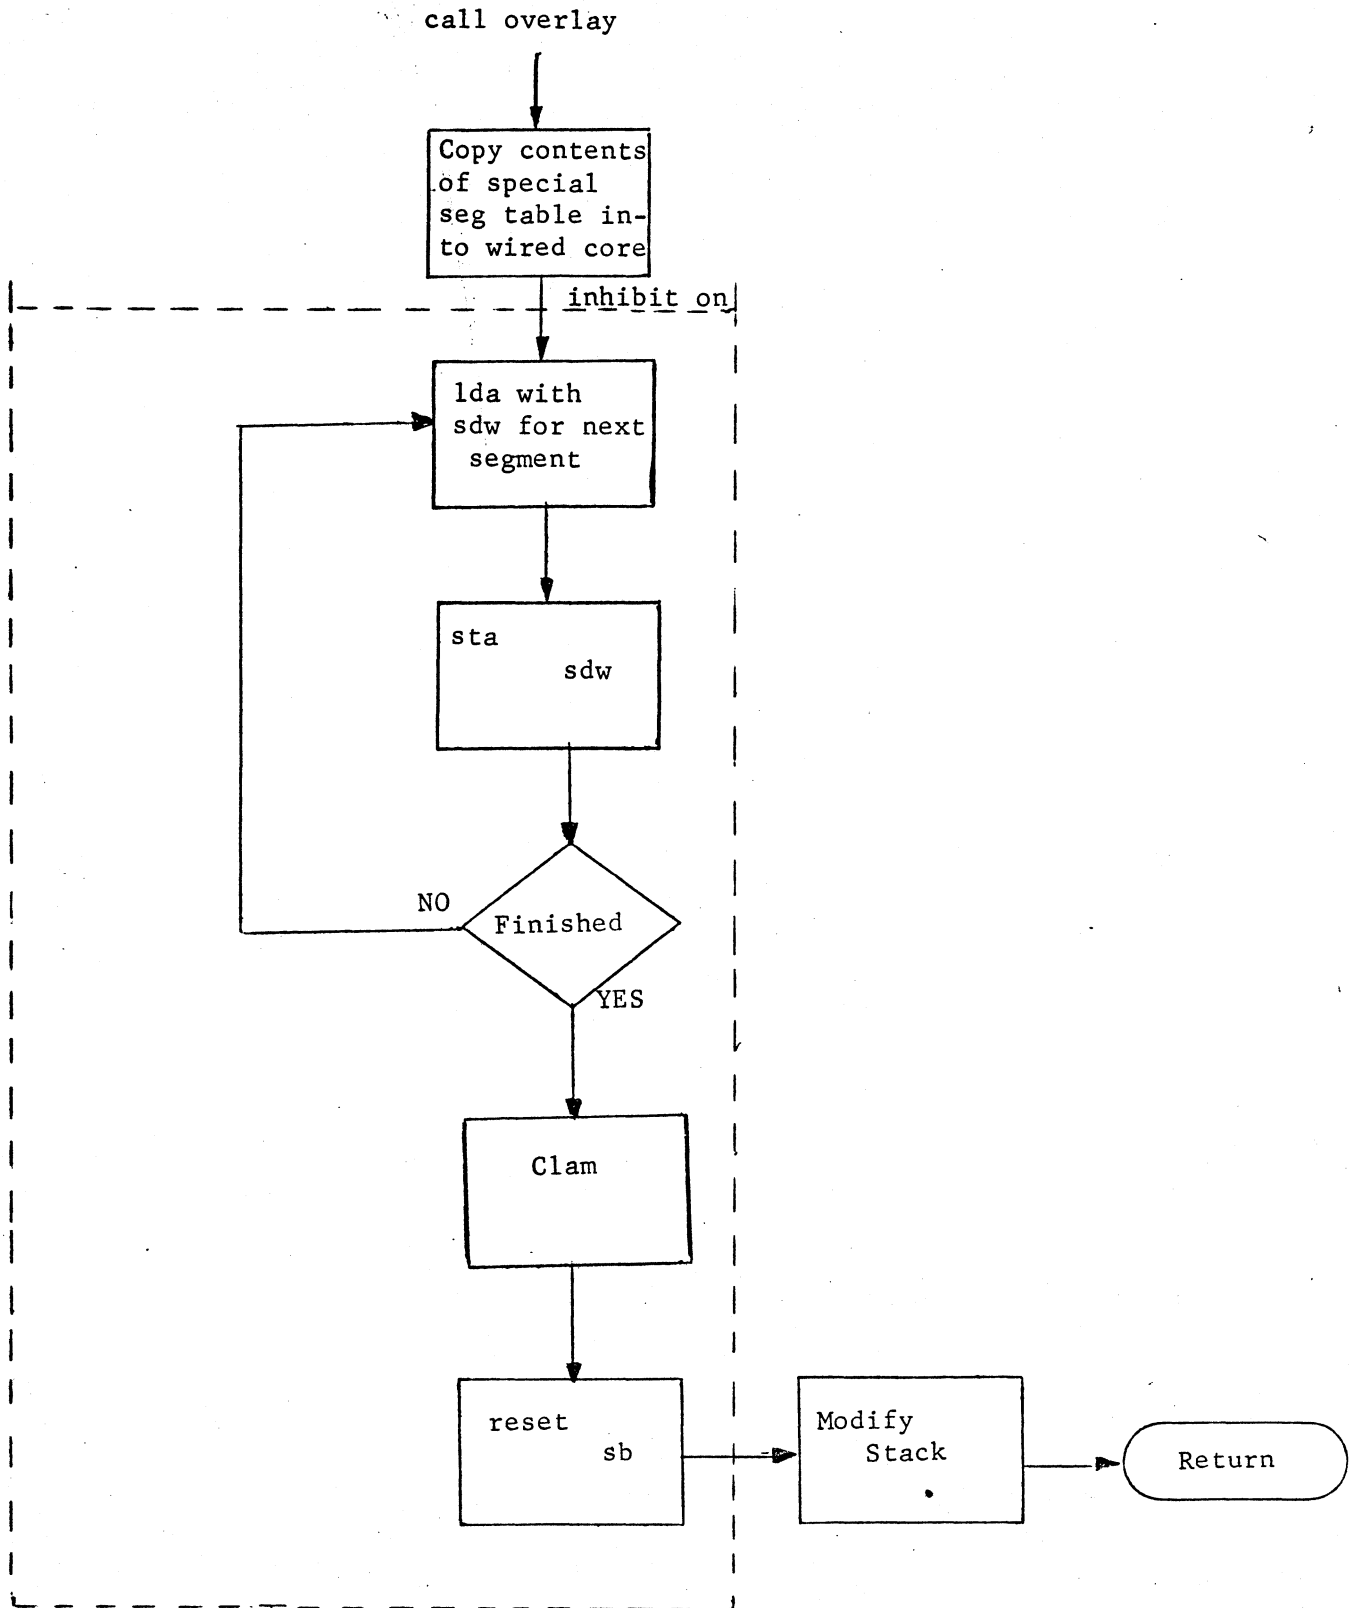 call overlay
Copy contents
of special
seg table in-
to wired core
inhibit on
lda with
sdw for next
segment
sta
sdw
NO
Finished
YES
Clam
reset
sb
Modify
Stack
Return